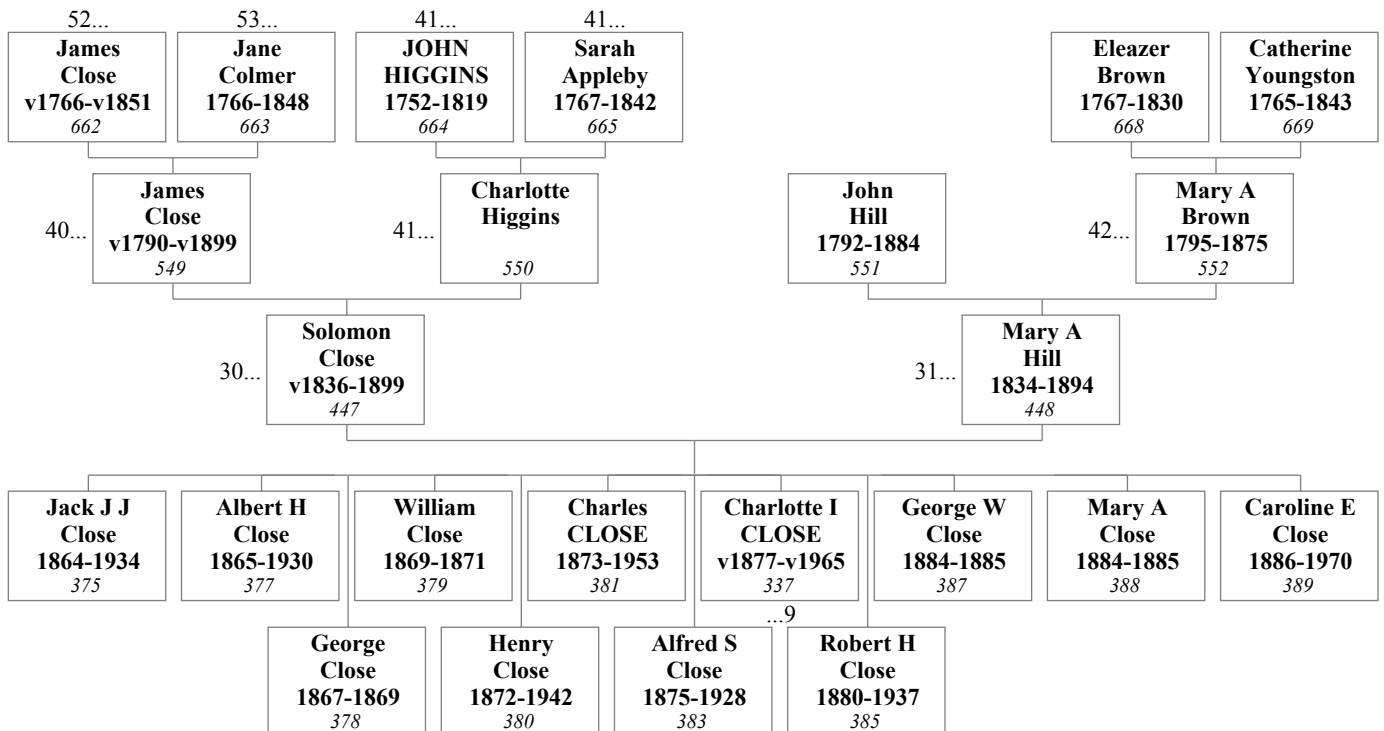 52...
53...
41...
41...
James
Close
v1766-v1851
662
Jane
Colmer
1766-1848
663
JOHN
HIGGINS
1752-1819
664
Sarah
Appleby
1767-1842
665
Eleazer
Brown
1767-1830
668
Catherine
Youngston
1765-1843
669
40...
James
Close
v1790-v1899
549
41...
Charlotte
Higgins
550
John
Hill
1792-1884
551
42...
Mary A
Brown
1795-1875
552
30...
Solomon
Close
v1836-1899
447
31...
Mary A
Hill
1834-1894
448
Jack J J
Close
1864-1934
375
Albert H
Close
1865-1930
377
William
Close
1869-1871
379
Charles
CLOSE
1873-1953
381
Charlotte I
CLOSE
v1877-v1965
337
...9
George W
Close
1884-1885
387
Mary A
Close
1884-1885
388
Caroline E
Close
1886-1970
389
George
Close
1867-1869
378
Henry
Close
1872-1942
380
Alfred S
Close
1875-1928
383
Robert H
Close
1880-1937
385